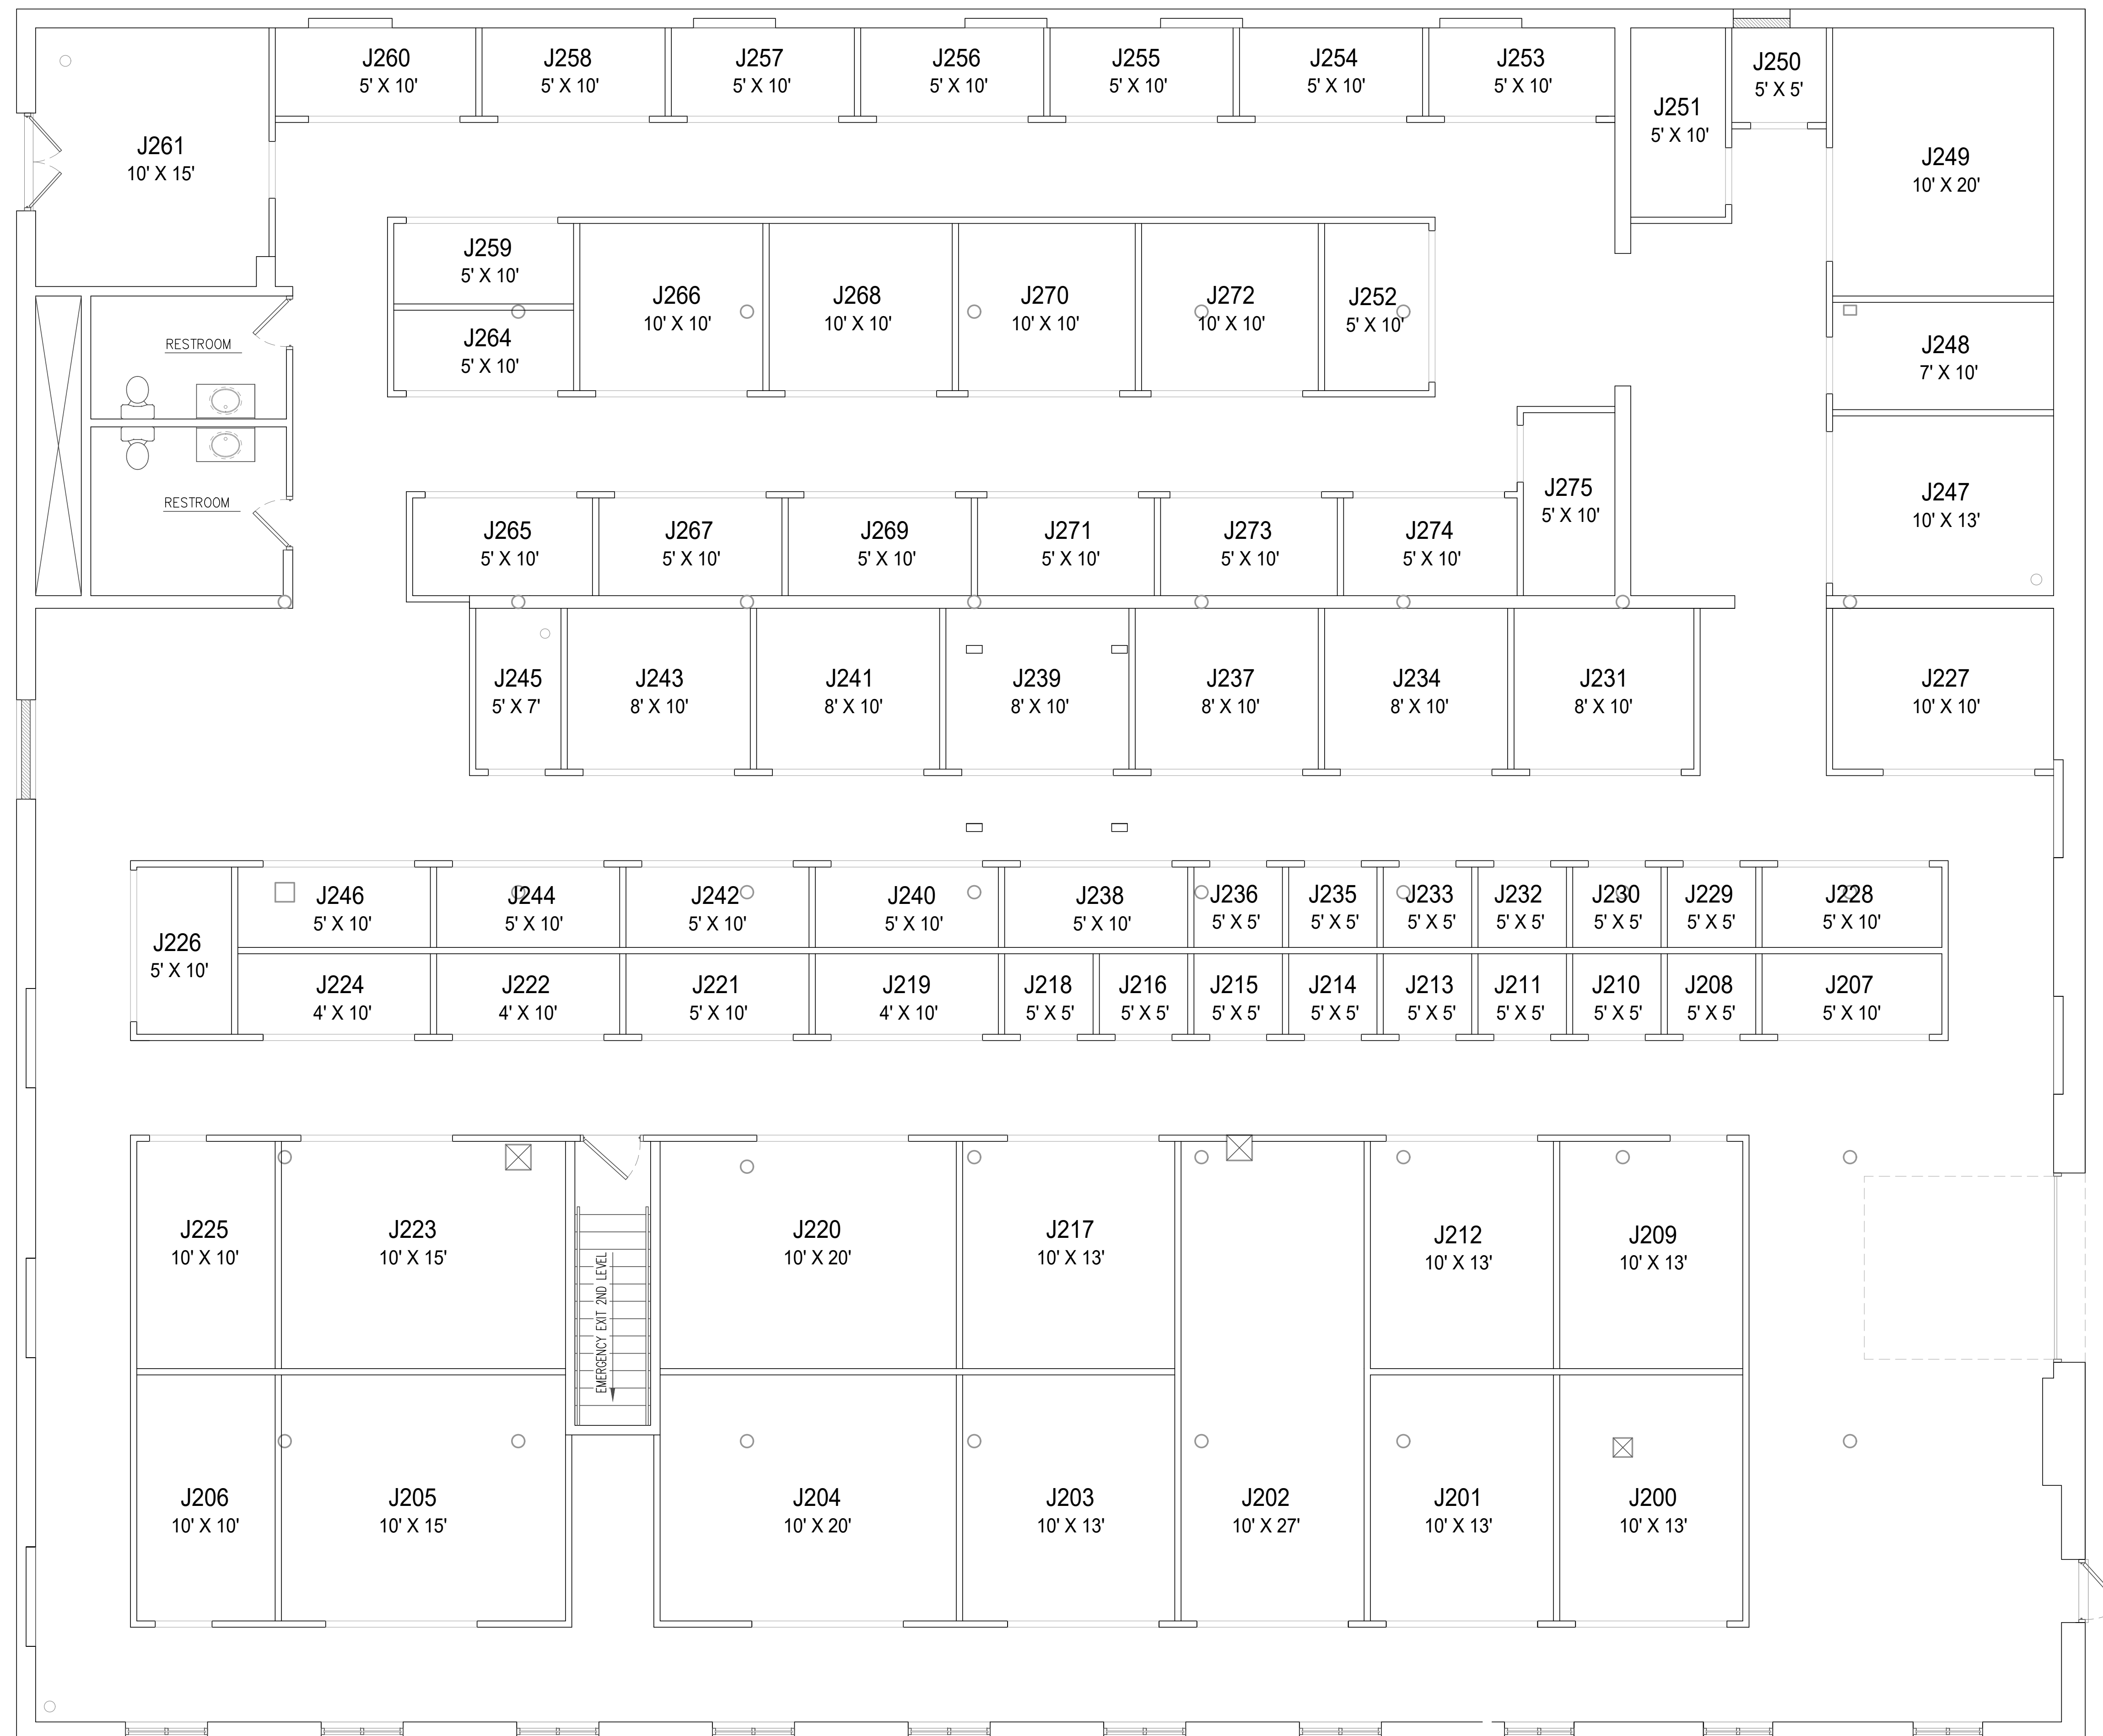 J260
5' X 10'
J258
5' X 10'
J257
5' X 10'
J256
5' X 10'
J255
5' X 10'
J254
5' X 10'
J253
5' X 10'
J251
5' X 10'
J250
5' X 5'
J261
10' X 15'
J249
10' X 20'
J259
5' X 10'
J264
5' X 10'
J266
10' X 10'
J268
10' X 10'
J270
10' X 10'
J272
10' X 10'
J252
5' X 10'
RESTROOM
J248
7' X 10'
RESTROOM
J265
5' X 10'
J267
5' X 10'
J269
5' X 10'
J271
5' X 10'
J273
5' X 10'
J274
5' X 10'
J275
5' X 10'
J247
10' X 13'
J245
5' X 7'
J243
8' X 10'
J241
8' X 10'
J239
8' X 10'
J237
8' X 10'
J234
8' X 10'
J231
8' X 10'
J227
10' X 10'
J226
5' X 10'
J246
5' X 10'
J244
5' X 10'
J242
5' X 10'
J240
5' X 10'
J238
5' X 10'
J236
5' X 5'
J235
5' X 5'
J233
5' X 5'
J232
5' X 5'
J230
5' X 5'
J229
5' X 5'
J228
5' X 10'
J224
4' X 10'
J222
4' X 10'
J221
5' X 10'
J219
4' X 10'
J218
5' X 5'
J216
5' X 5'
J215
5' X 5'
J214
5' X 5'
J213
5' X 5'
J211
5' X 5'
J210
5' X 5'
J208
5' X 5'
J207
5' X 10'
J225
10' X 10'
J223
10' X 15'
EMERGENCY EXIT 2ND LEVEL
J220
10' X 20'
J217
10' X 13'
J212
10' X 13'
J209
10' X 13'
J206
10' X 10'
J205
10' X 15'
J204
10' X 20'
J203
10' X 13'
J202
10' X 27'
J201
10' X 13'
J200
10' X 13'